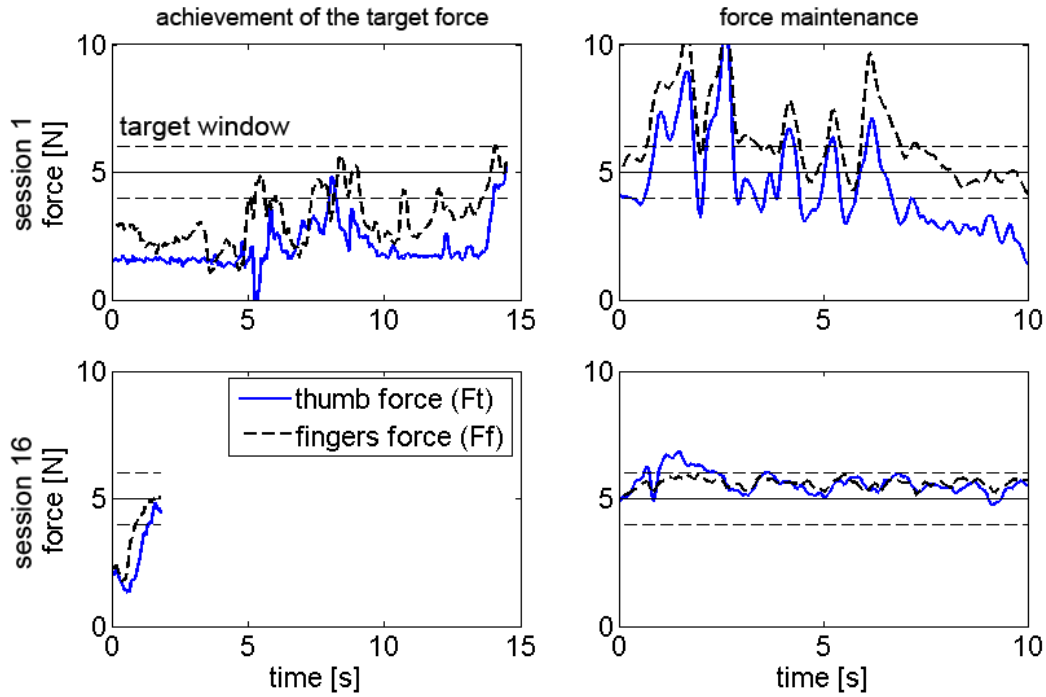 achievement of the target force
force maintenance
session 1
force [N]
10
5
0
target window
0
5
10
15
10
5
0
0
5
10
session 16
force [N]
10
5
0
thumb force (Ft)
fingers force (Ff)
0
5
10
15
time [s]
10
5
0
0
5
10
time [s]